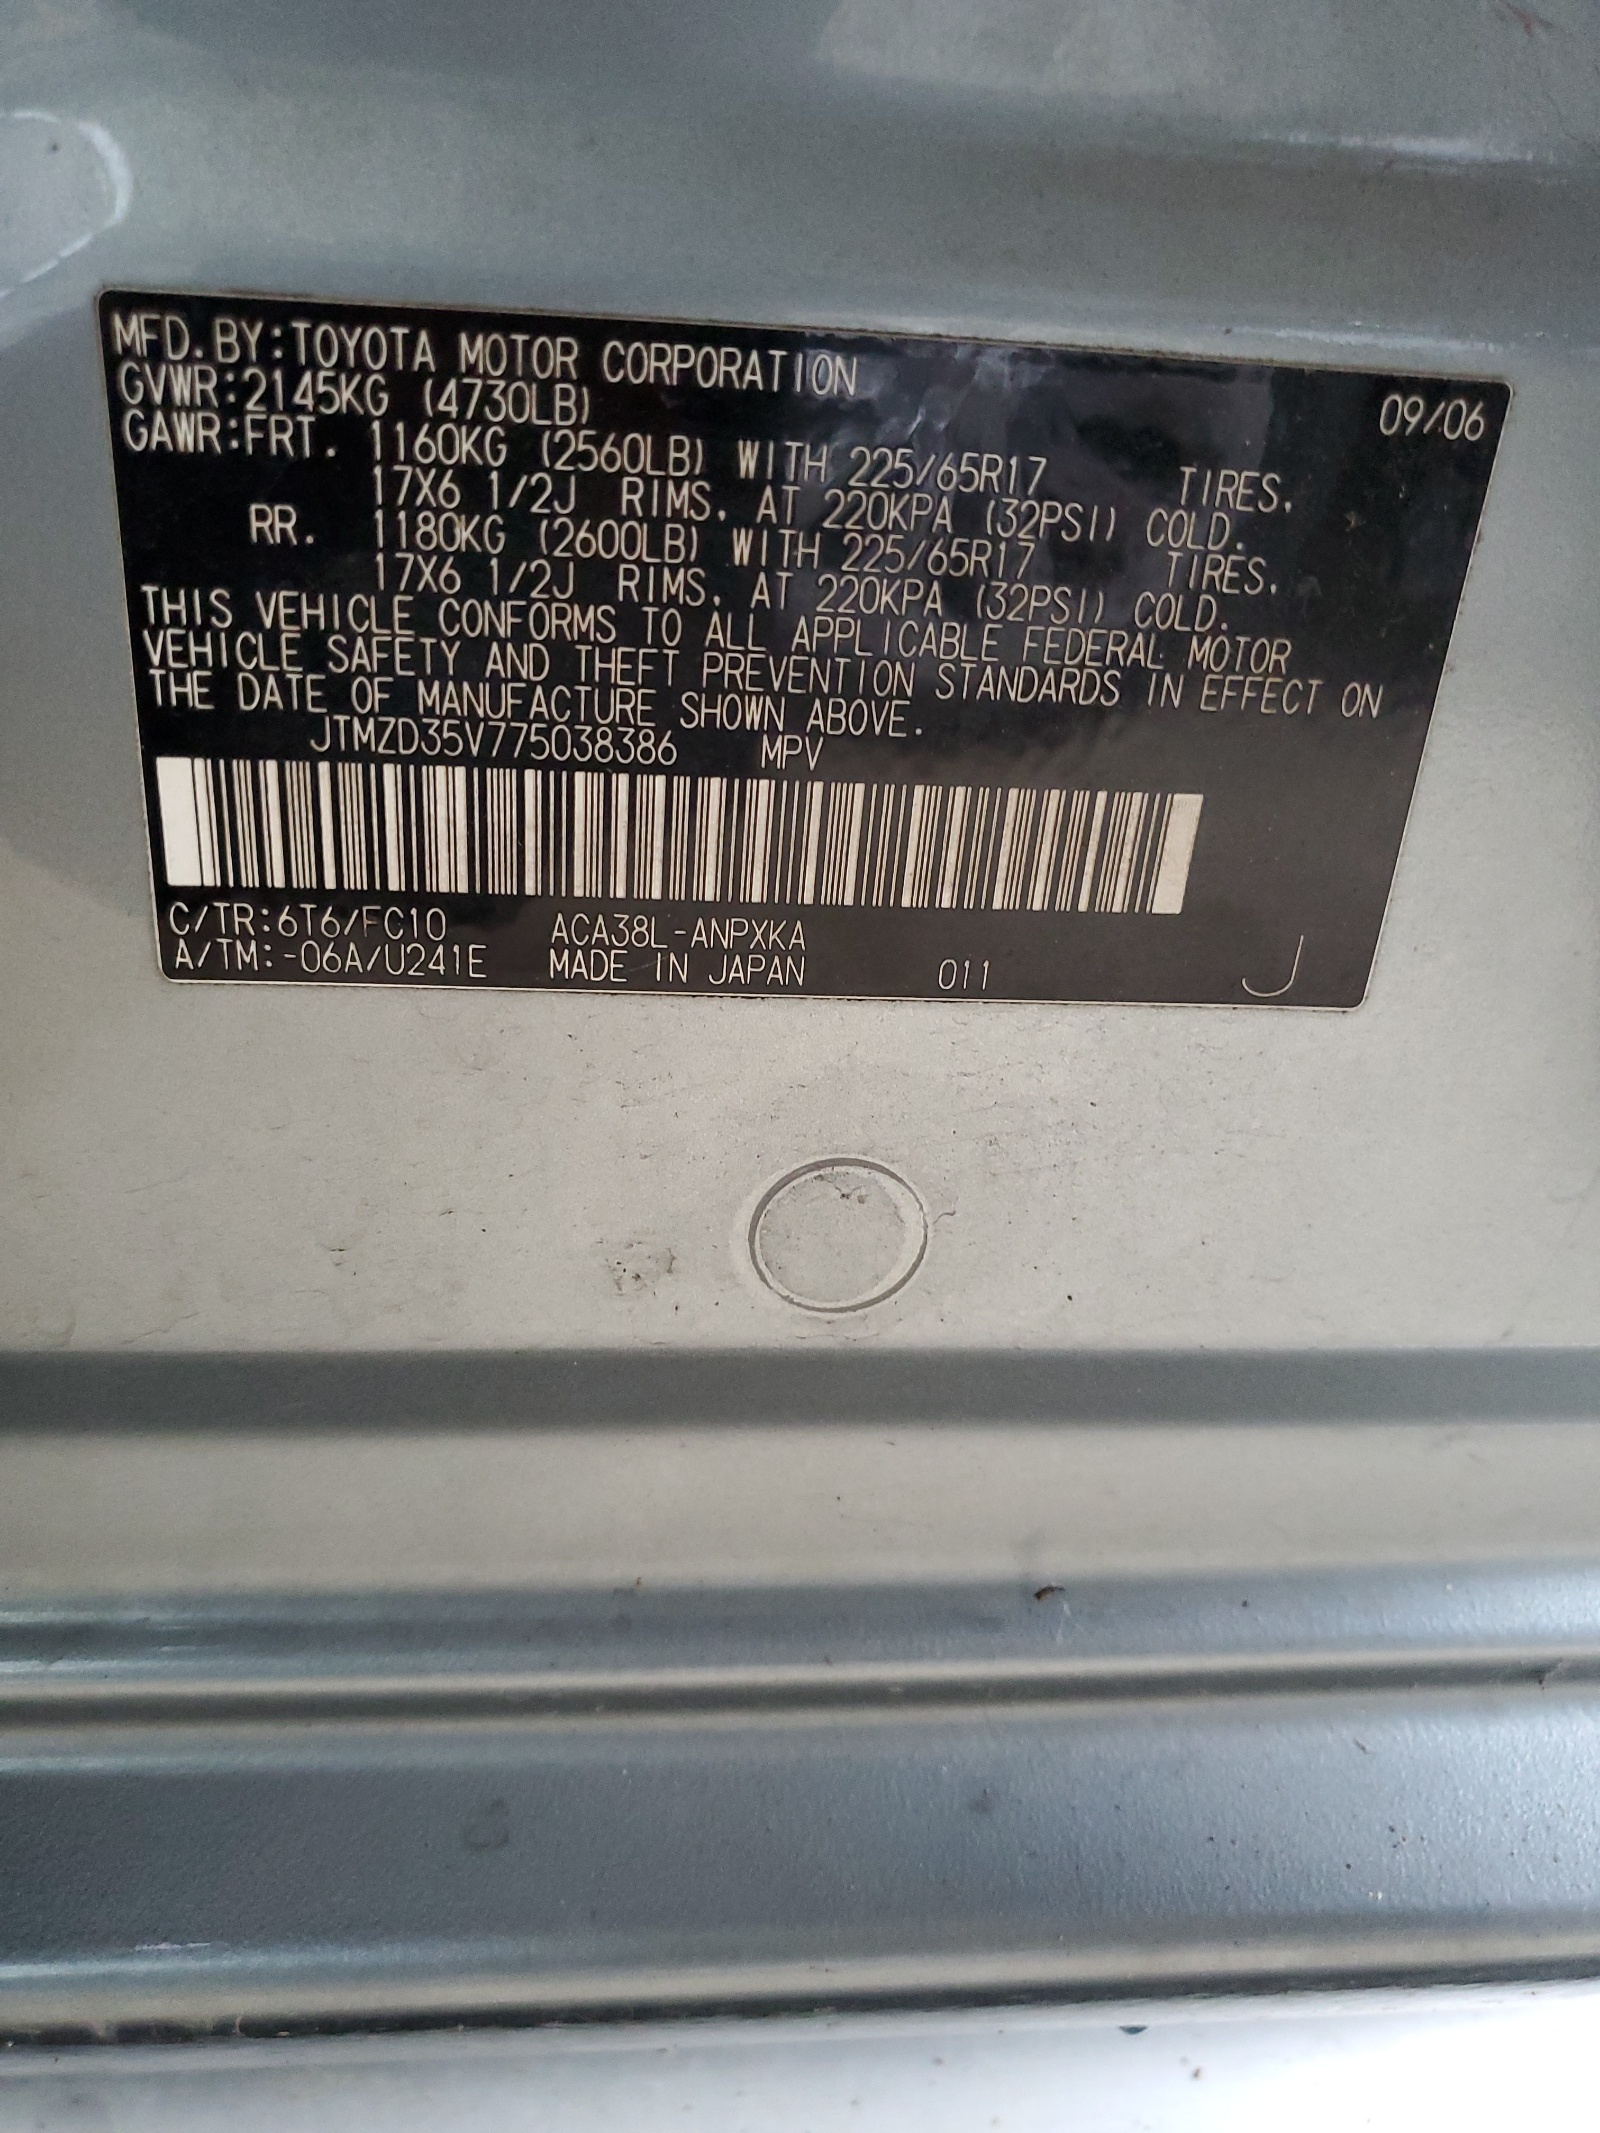 MFD. BY: TOYOTA MOTOR CORPORATION 09/06
GVWR: 2145KG (4730LB)
GAWR: FRT. 1160KG (2560LB) WITH 225/65R17 TIRES.
17X6 1/2J RIMS. AT 220KPA (32PSI) COLD.
RR. 1180KG (2600LB) WITH 225/65R17 TIRES.
17X6 1/2J RIMS. AT 220KPA (32PSI) COLD.
THIS VEHICLE CONFORMS TO ALL APPLICABLE FEDERAL MOTOR
VEHICLE SAFETY AND THEFT PREVENTION STANDARDS IN EFFECT ON
THE DATE OF MANUFACTURE SHOWN ABOVE.
JTMZD35V775038386 MPV
C/TR: 6T6/FC10 ACA38L-ANPXKA
A/TM: -06A/U241E MADE IN JAPAN 011 J